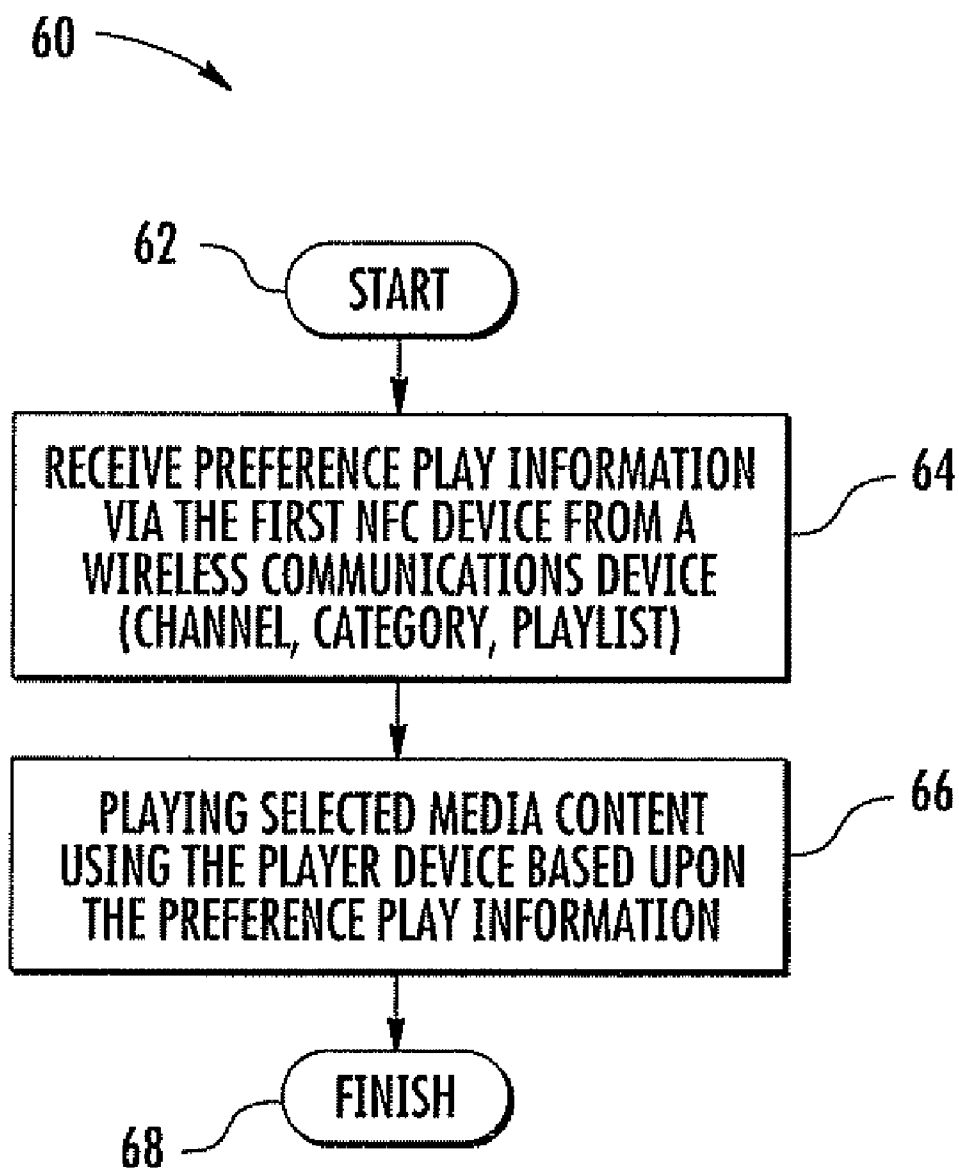 60
62
START
RECEIVE PREFERENCE PLAY INFORMATION
VIA THE FIRST NFC DEVICE FROM A
WIRELESS COMMUNICATIONS DEVICE
(CHANNEL, CATEGORY, PLAYLIST)
64
PLAYING SELECTED MEDIA CONTENT
USING THE PLAYER DEVICE BASED UPON
THE PREFERENCE PLAY INFORMATION
66
FINISH
68